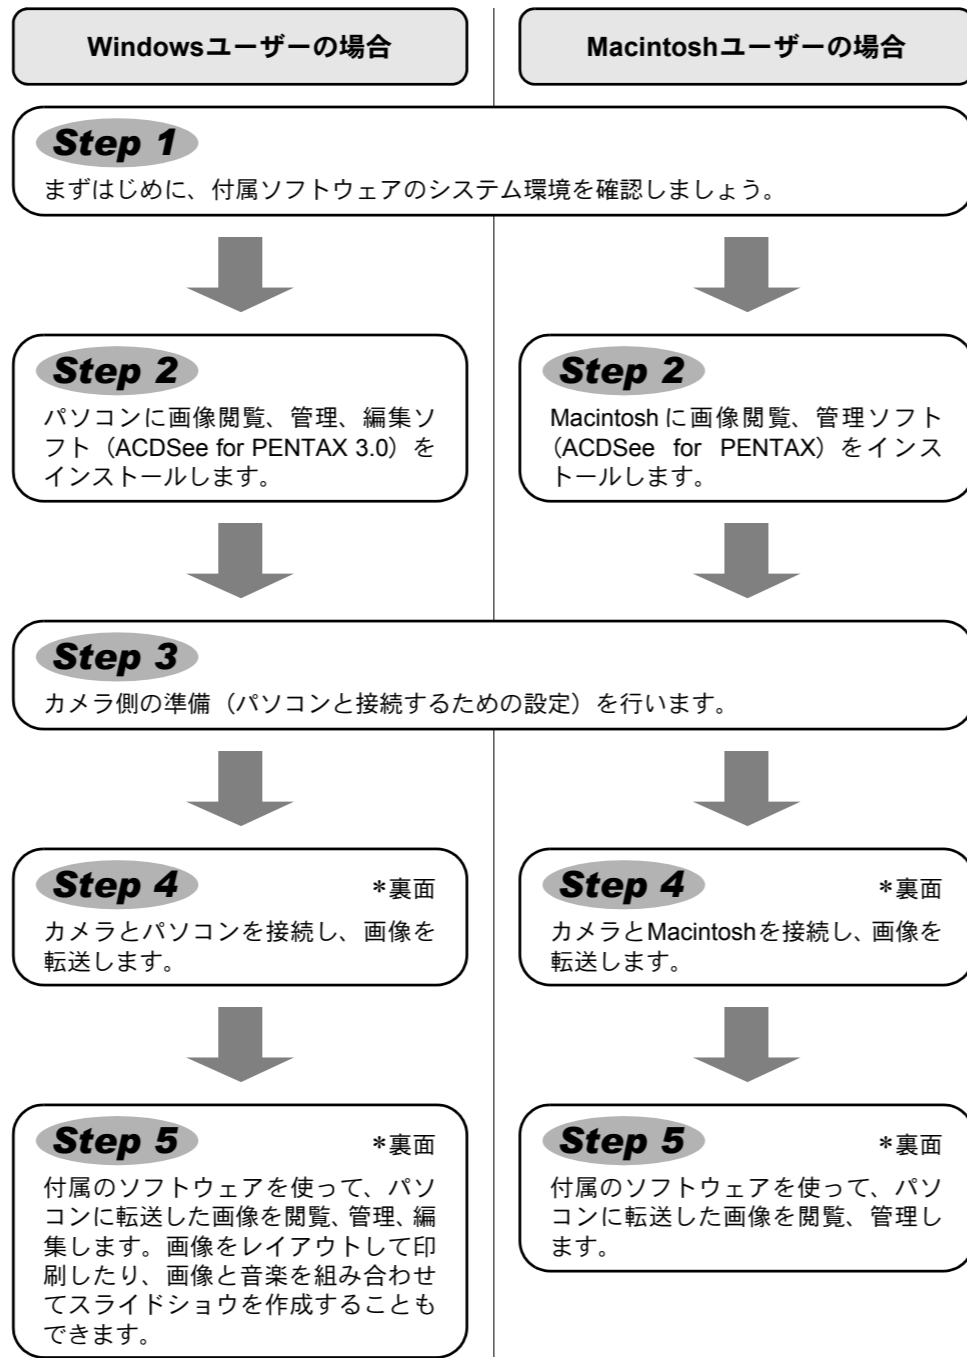 Windowsユーザーの場合
Macintoshユーザーの場合
Step 1
まずはじめに、付属ソフトウェアのシステム環境を確認しましょう。
Step 2
パソコンに画像閲覧、管理、編集ソ
フト（ACDSee for PENTAX 3.0）を
インストールします。
Step 2
Macintosh に画像閲覧、管理ソフト
（ACDSee for PENTAX）をインス
トールします。
Step 3
カメラ側の準備（パソコンと接続するための設定）を行います。
Step 4 *裏面
カメラとパソコンを接続し、画像を
転送します。
Step 4 *裏面
カメラとMacintoshを接続し、画像を
転送します。
Step 5 *裏面
付属のソフトウェアを使って、パソ
コンに転送した画像を閲覧、管理、編
集します。画像をレイアウトして印
刷したり、画像と音楽を組み合わせ
てスライドショウを作成することも
できます。
Step 5 *裏面
付属のソフトウェアを使って、パソ
コンに転送した画像を閲覧、管理し
ます。